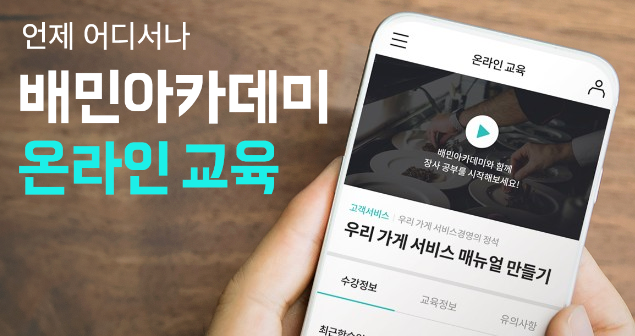 언제 어디서나
배민아카데미
온라인 교육
온라인 교육
배민아카데미와 함께
장사 공부를 시작해보세요!
고객서비스 | 우리 가게 서비스경영의 정석
우리 가게 서비스 매뉴얼 만들기
수강정보 교육정보 유의사항